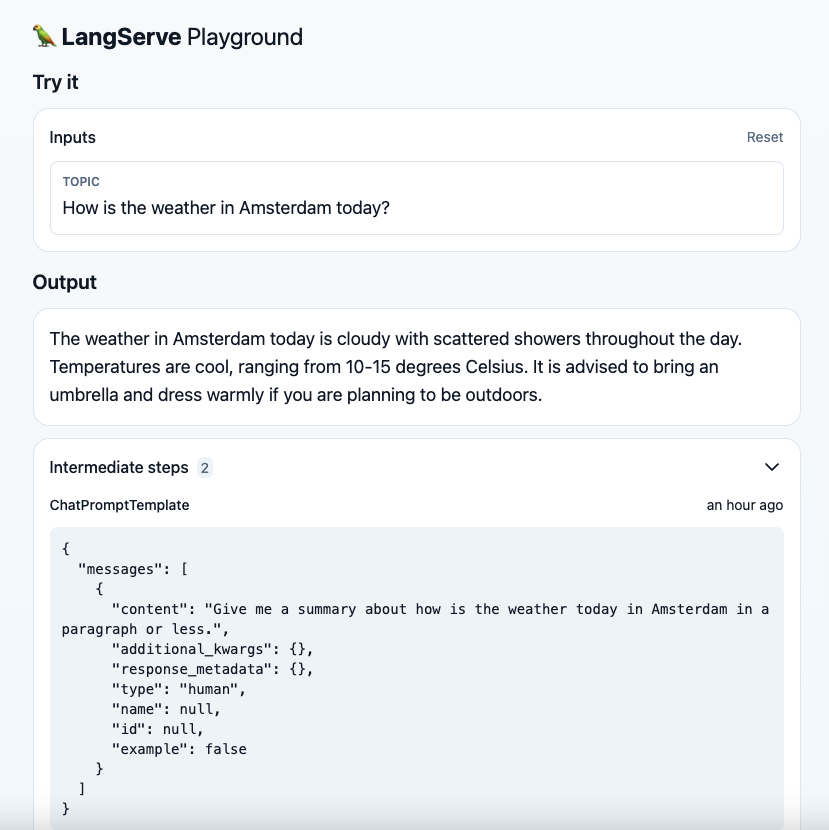 LangServe Playground
Try it
Inputs
Reset
TOPIC
How is the weather in Amsterdam today?
Output
The weather in Amsterdam today is cloudy with scattered showers throughout the day.
Temperatures are cool, ranging from 10-15 degrees Celsius. It is advised to bring an
umbrella and dress warmly if you are planning to be outdoors.
Intermediate steps 2
ChatPromptTemplate
an hour ago
{
  "messages": [
    {
      "content": "Give me a summary about how is the weather today in Amsterdam in a
paragraph or less.",
      "additional_kwargs": {},
      "response_metadata": {},
      "type": "human",
      "name": null,
      "id": null,
      "example": false
    }
  ]
}